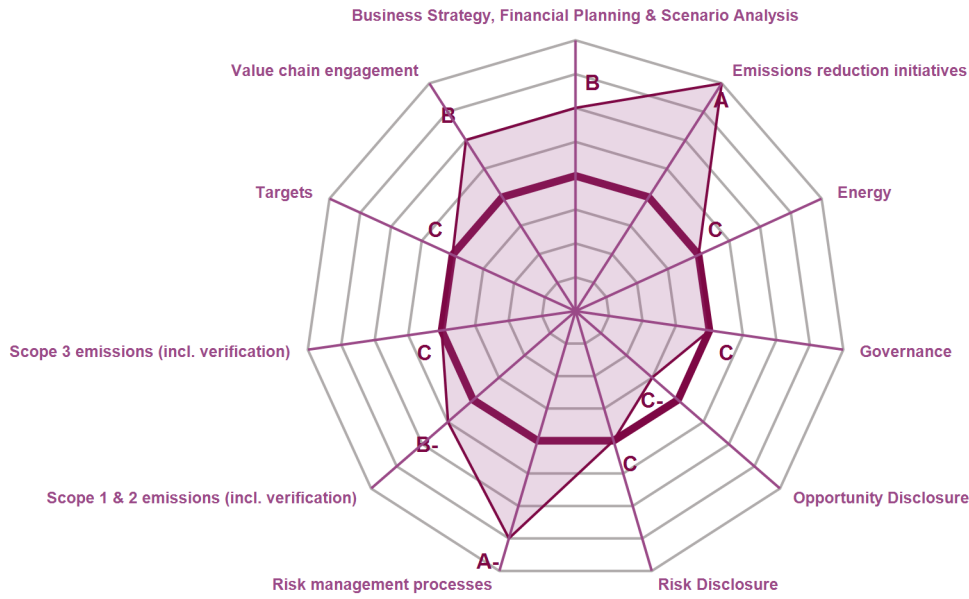 Business Strategy, Financial Planning & Scenario Analysis
Value chain engagement
Emissions reduction initiatives
B
A
B
Targets
Energy
C
C
Scope 3 emissions (incl. verification)
Governance
C
C
C-
B-
C
Scope 1 & 2 emissions (incl. verification)
Opportunity Disclosure
A-
Risk management processes
Risk Disclosure